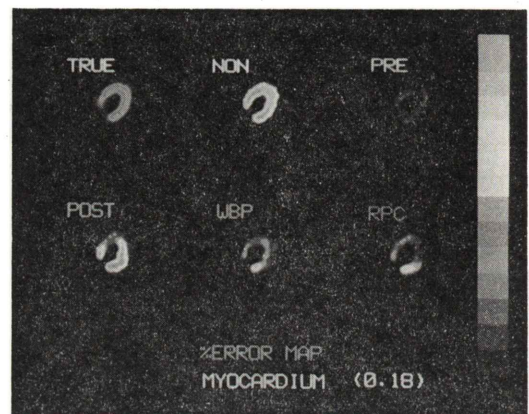 TRUE NON PRE
POST WBP RPC
%ERROR MAP
MYOCARDIUM (0.18)